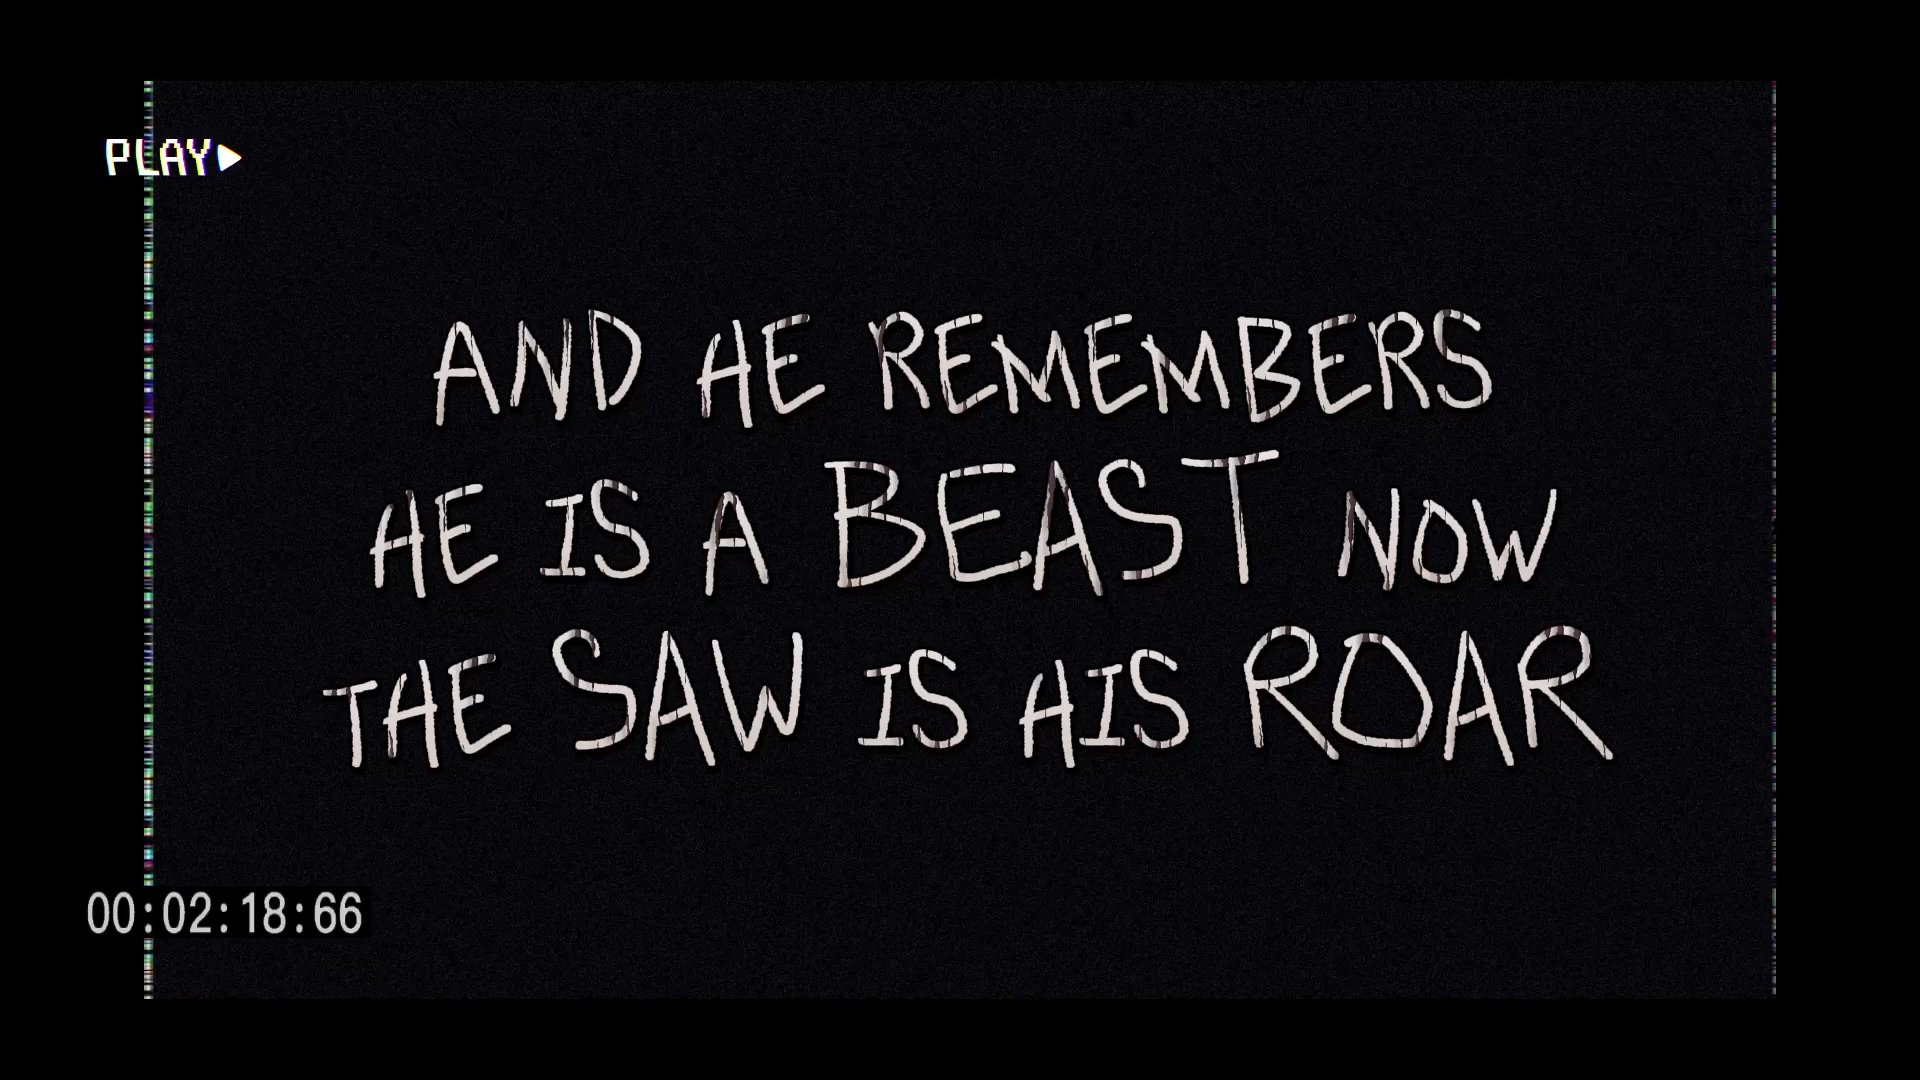 PLAY
AND HE REMEMBERS
HE IS A BEAST NOW
THE SAW IS HIS ROAR
00:02:18:66